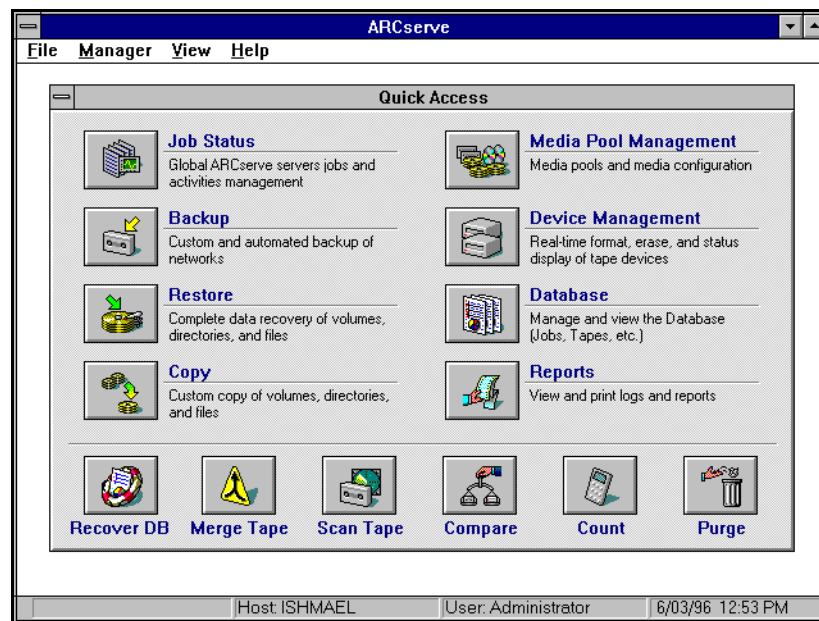 ARCserve
File Manager View Help
Quick Access
Job Status
Global ARCserve servers jobs and
activities management
Media Pool Management
Media pools and media configuration
Backup
Custom and automated backup of
networks
Device Management
Real-time format, erase, and status
display of tape devices
Restore
Complete data recovery of volumes,
directories, and files
Database
Manage and view the Database
(Jobs, Tapes, etc.)
Copy
Custom copy of volumes, directories,
and files
Reports
View and print logs and reports
Recover DB Merge Tape Scan Tape Compare Count Purge
Host: ISHMAEL User: Administrator 6/03/96 12:53 PM